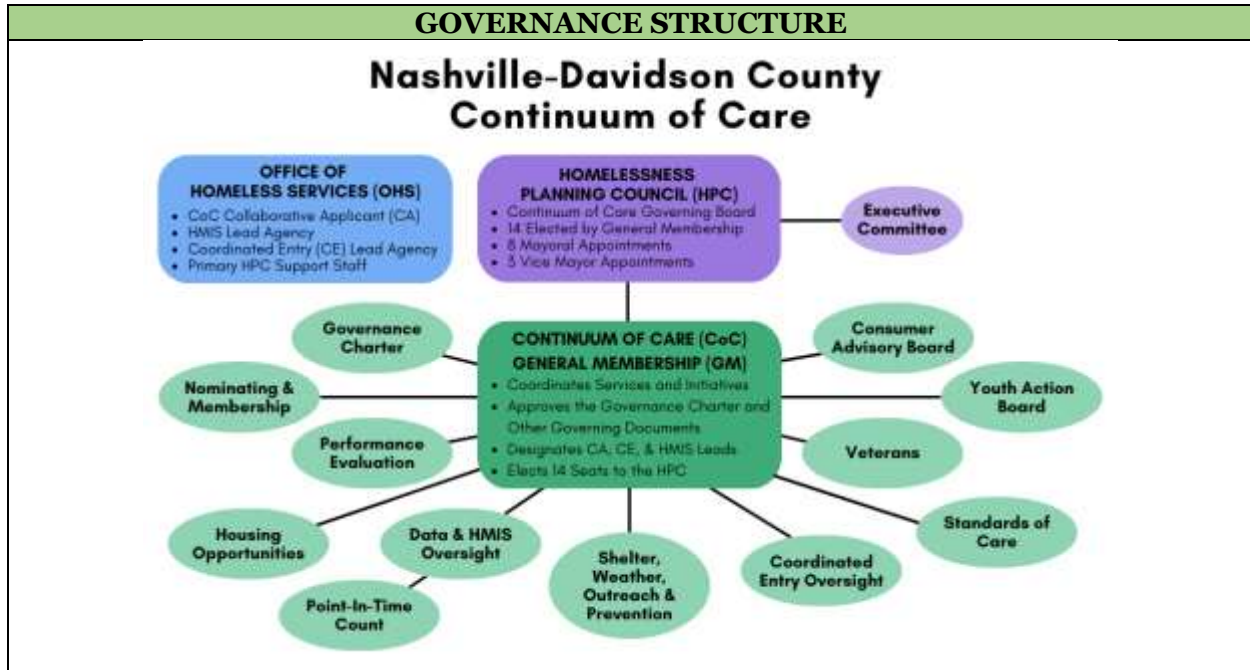 GOVERNANCE STRUCTURE
Nashville-Davidson County
Continuum of Care
OFFICE OF
HOMELESS SERVICES (OHS)
• CoC Collaborative Applicant (CA)
• HMIS Lead Agency
• Coordinated Entry (CE) Lead Agency
• Primary HPC Support Staff
HOMELESSNESS
PLANNING COUNCIL (HPC)
• Continuum of Care Governing Board
• 14 Elected by General Membership
• 8 Mayoral Appointments
• 3 Vice Mayor Appointments
Executive
Committee
Governance
Charter
Nominating &
Membership
Performance
Evaluation
CONTINUUM OF CARE (CoC)
GENERAL MEMBERSHIP (GM)
• Coordinates Services and Initiatives
• Approves the Governance Charter and
Other Governing Documents
• Designates CA, CE, & HMIS Leads
• Elects 14 Seats to the HPC
Consumer
Advisory Board
Youth Action
Board
Veterans
Housing
Opportunities
Data & HMIS
Oversight
Point-In-Time
Count
Shelter,
Weather,
Outreach &
Prevention
Coordinated
Entry Oversight
Standards of
Care